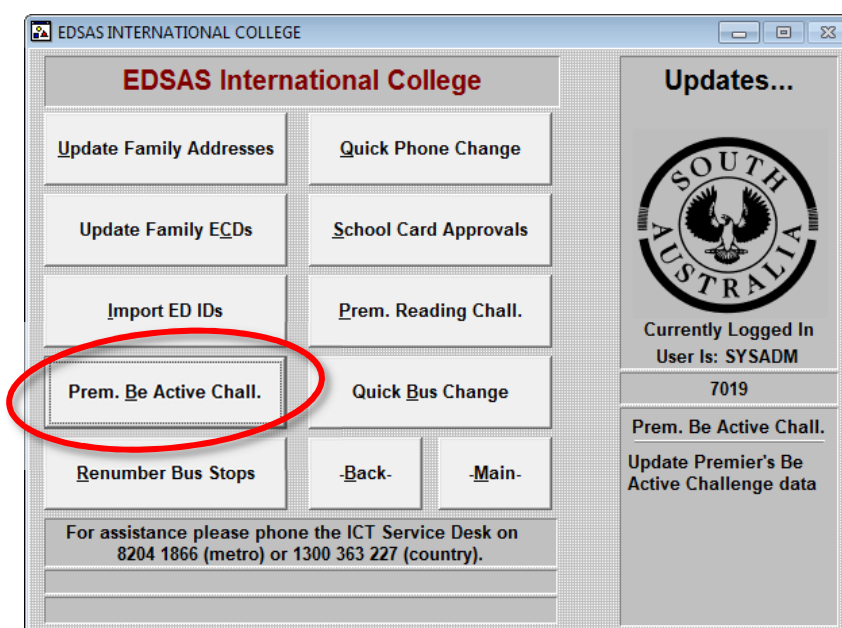 EDSAS INTERNATIONAL COLLEGE
EDSAS International College
Update Family Addresses
Quick Phone Change
Update Family ECDs
School Card Approvals
Import ED IDs
Prem. Reading Chall.
Prem. Be Active Chall.
Quick Bus Change
Renumber Bus Stops
-Back-
-Main-
For assistance please phone the ICT Service Desk on
8204 1866 (metro) or 1300 363 227 (country).
Updates...
SOUTH
AUSTRALIA
Currently Logged In
User Is: SYSADM
7019
Prem. Be Active Chall.
Update Premier's Be
Active Challenge data